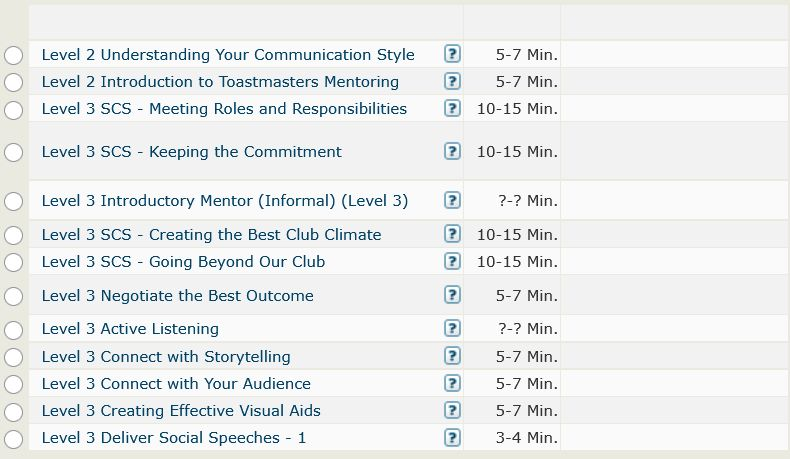 Level 2 Understanding Your Communication Style ? 5-7 Min.
Level 2 Introduction to Toastmasters Mentoring ? 5-7 Min.
Level 3 SCS - Meeting Roles and Responsibilities ? 10-15 Min.
Level 3 SCS - Keeping the Commitment ? 10-15 Min.
Level 3 Introductory Mentor (Informal) (Level 3) ? ?-? Min.
Level 3 SCS - Creating the Best Club Climate ? 10-15 Min.
Level 3 SCS - Going Beyond Our Club ? 10-15 Min.
Level 3 Negotiate the Best Outcome ? 5-7 Min.
Level 3 Active Listening ? ?-? Min.
Level 3 Connect with Storytelling ? 5-7 Min.
Level 3 Connect with Your Audience ? 5-7 Min.
Level 3 Creating Effective Visual Aids ? 5-7 Min.
Level 3 Deliver Social Speeches - 1 ? 3-4 Min.